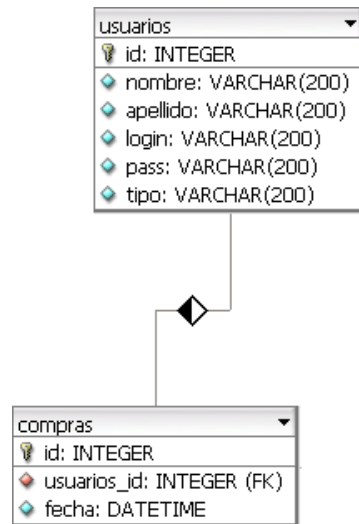 usuarios
id: INTEGER
nombre: VARCHAR(200)
apellido: VARCHAR(200)
login: VARCHAR(200)
pass: VARCHAR(200)
tipo: VARCHAR(200)
compras
id: INTEGER
usuarios_id: INTEGER (FK)
fecha: DATETIME